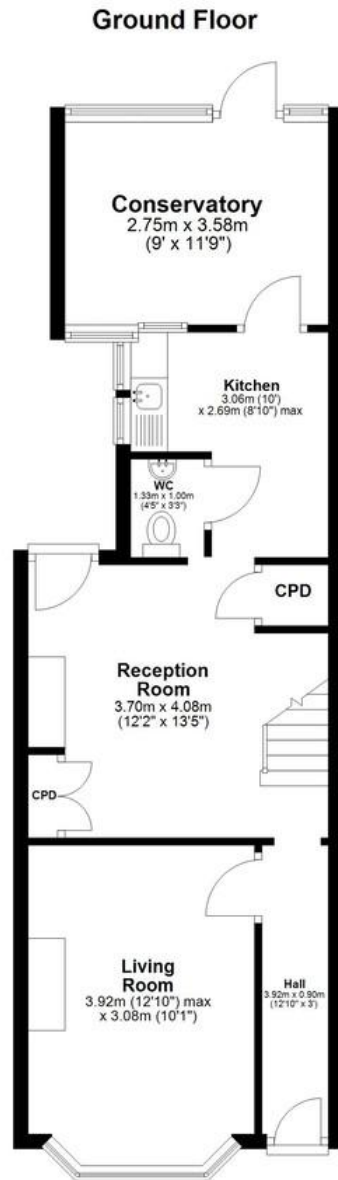 Ground Floor
Conservatory
2.75m x 3.58m
(9' x 11'9")
Kitchen
3.06m (10')
x 2.69m (8'10") max
WC
1.33m x 1.00m
(4'5" x 3'3")
CPD
Reception
Room
3.70m x 4.08m
(12'2" x 13'5")
CPD
Living
Room
3.92m (12'10") max
x 3.08m (10'1")
Hall
3.92m x 0.90m
(12'10" x 3')